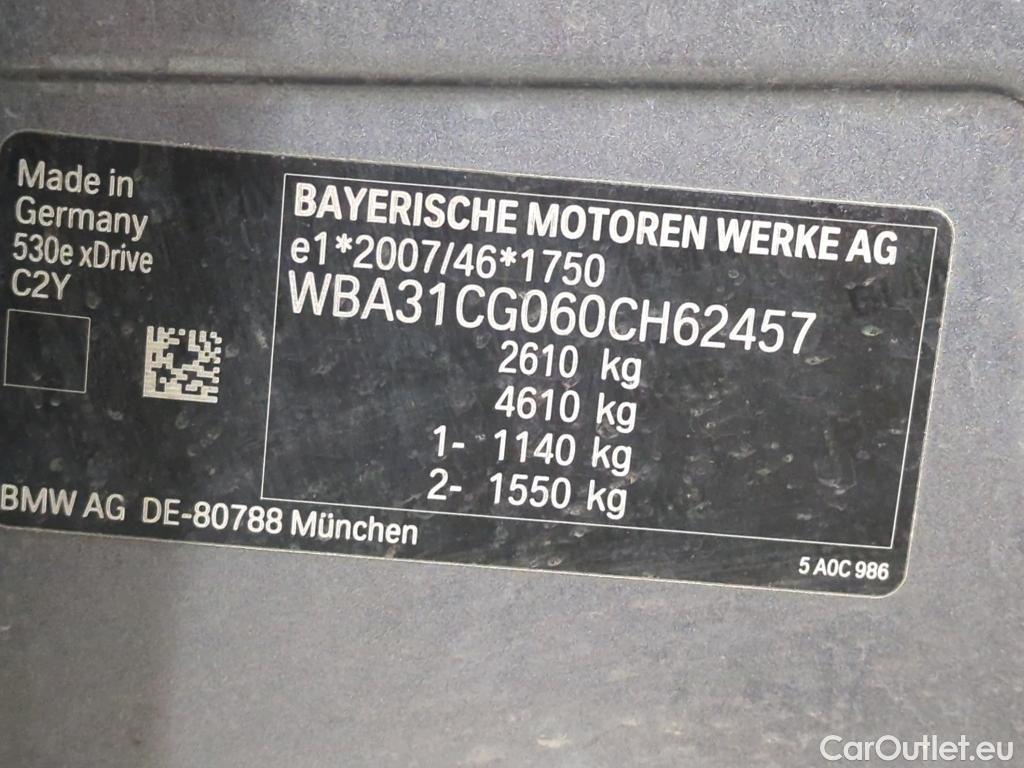 Made in
Germany
530e xDrive
C2Y
BAYERISCHE MOTOREN WERKE AG
e1*2007/46*1750
WBA31CG060CH62457
2610 kg
4610 kg
1- 1140 kg
2- 1550 kg
BMW AG DE-80788 München
5 A0C 986
CarOutlet.eu